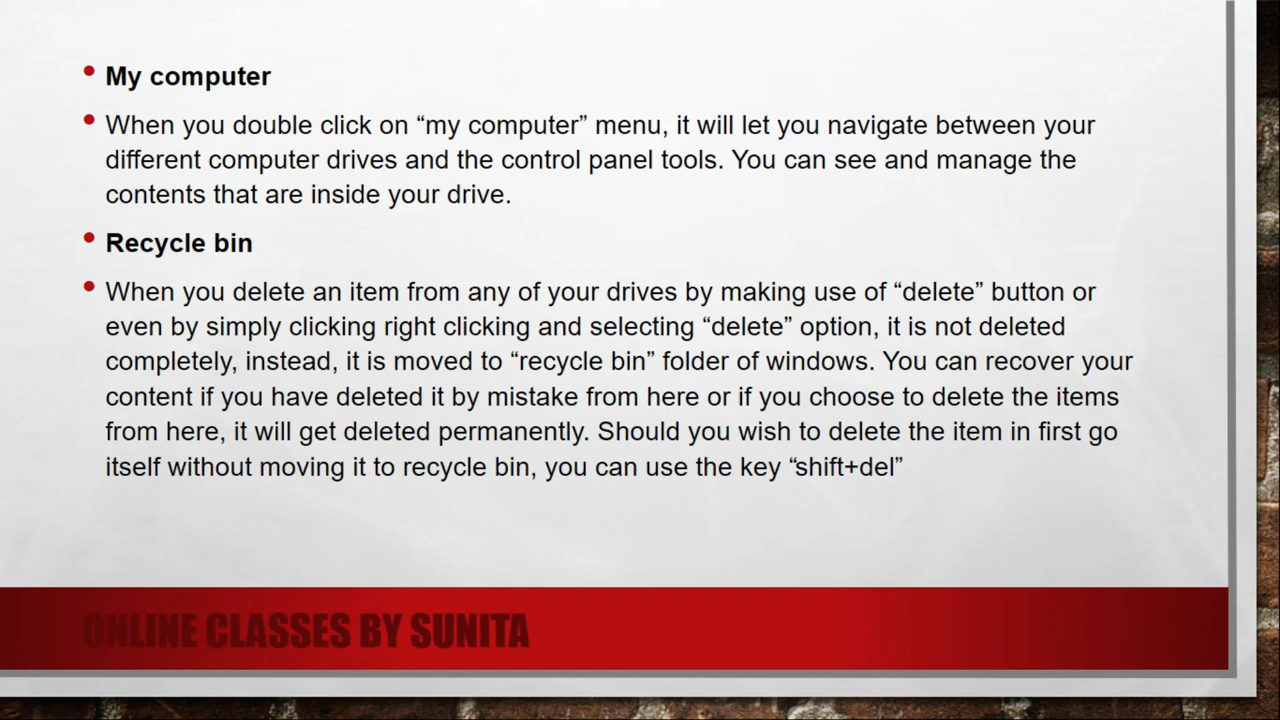 My computer
When you double click on “my computer” menu, it will let you navigate between your
different computer drives and the control panel tools. You can see and manage the
contents that are inside your drive.
Recycle bin
When you delete an item from any of your drives by making use of “delete” button or
even by simply clicking right clicking and selecting “delete” option, it is not deleted
completely, instead, it is moved to “recycle bin” folder of windows. You can recover your
content if you have deleted it by mistake from here or if you choose to delete the items
from here, it will get deleted permanently. Should you wish to delete the item in first go
itself without moving it to recycle bin, you can use the key “shift+del”
ONLINE CLASSES BY SUNITA